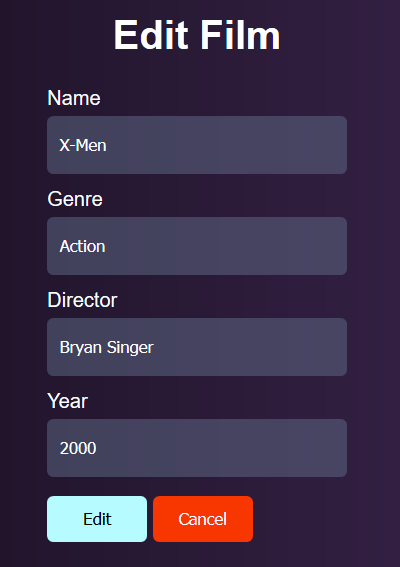 Edit Film
Name
X-Men
Genre
Action
Director
Bryan Singer
Year
2000
Edit Cancel